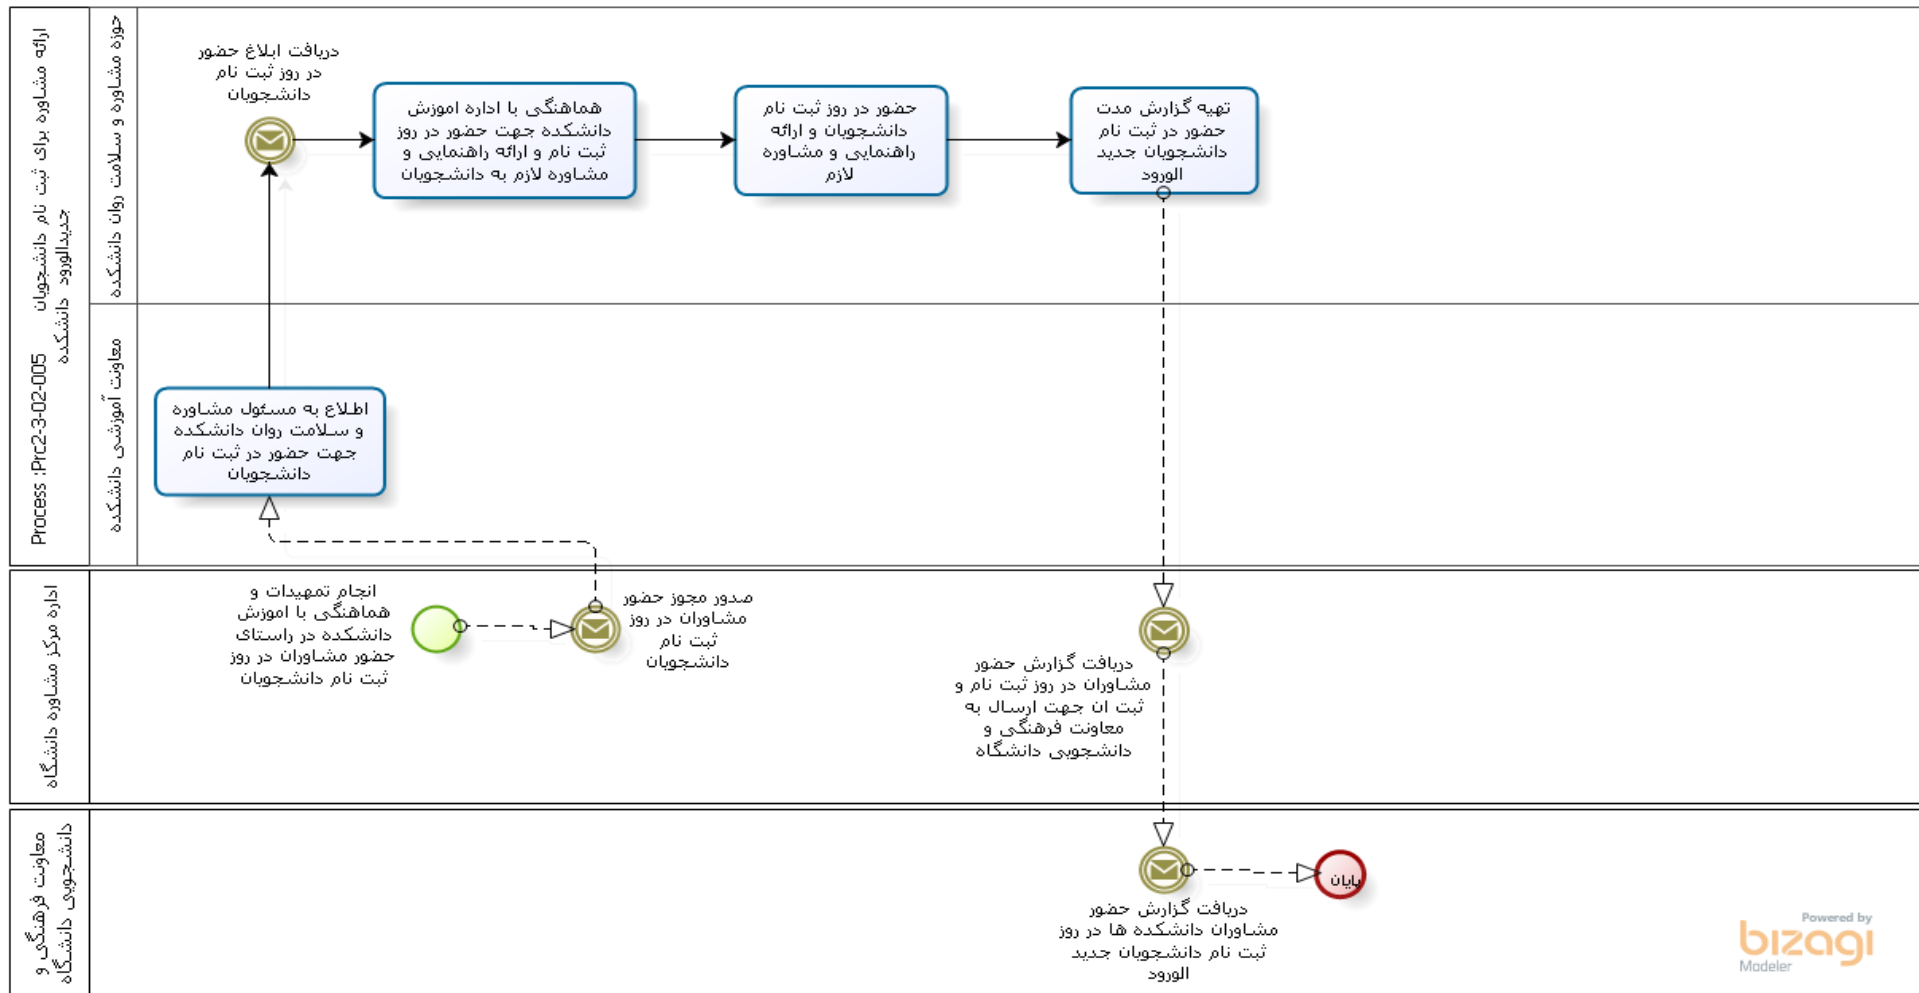 Process :Prc2-3-02-005 ارائه مشاوره برای ثبت نام دانشجویان
جدیدالورود دانشکده
حوزه مشاوره و سلامت روان دانشکده
دریافت ابلاغ حضور
در روز ثبت نام
دانشجویان
هماهنگی با اداره اموزش
دانشکده جهت حضور در روز
ثبت نام و ارائه راهنمایی و
مشاوره لازم به دانشجویان
حضور در روز ثبت نام
دانشجویان و ارائه
راهنمایی و مشاوره
لازم
تهیه گزارش مدت
حضور در ثبت نام
دانشجویان جدید
الورود
معاونت آموزشی دانشکده
اطلاع به مسئول مشاوره
و سلامت روان دانشکده
جهت حضور در ثبت نام
دانشجویان
اداره مرکز مشاوره دانشگاه
انجام تمهیدات و
هماهنگی با اموزش
دانشکده در راستای
حضور مشاوران در روز
ثبت نام دانشجویان
صدور مجوز حضور
مشاوران در روز
ثبت نام
دانشجویان
دریافت گزارش حضور
مشاوران در روز ثبت نام و
ثبت ان جهت ارسال به
معاونت فرهنگی و
دانشجویی دانشگاه
معاونت فرهنگی و
دانشجویی دانشگاه
پایان
دریافت گزارش حضور
مشاوران دانشکده ها در روز
ثبت نام دانشجویان جدید
الورود
Powered by
bizagi
Modeler